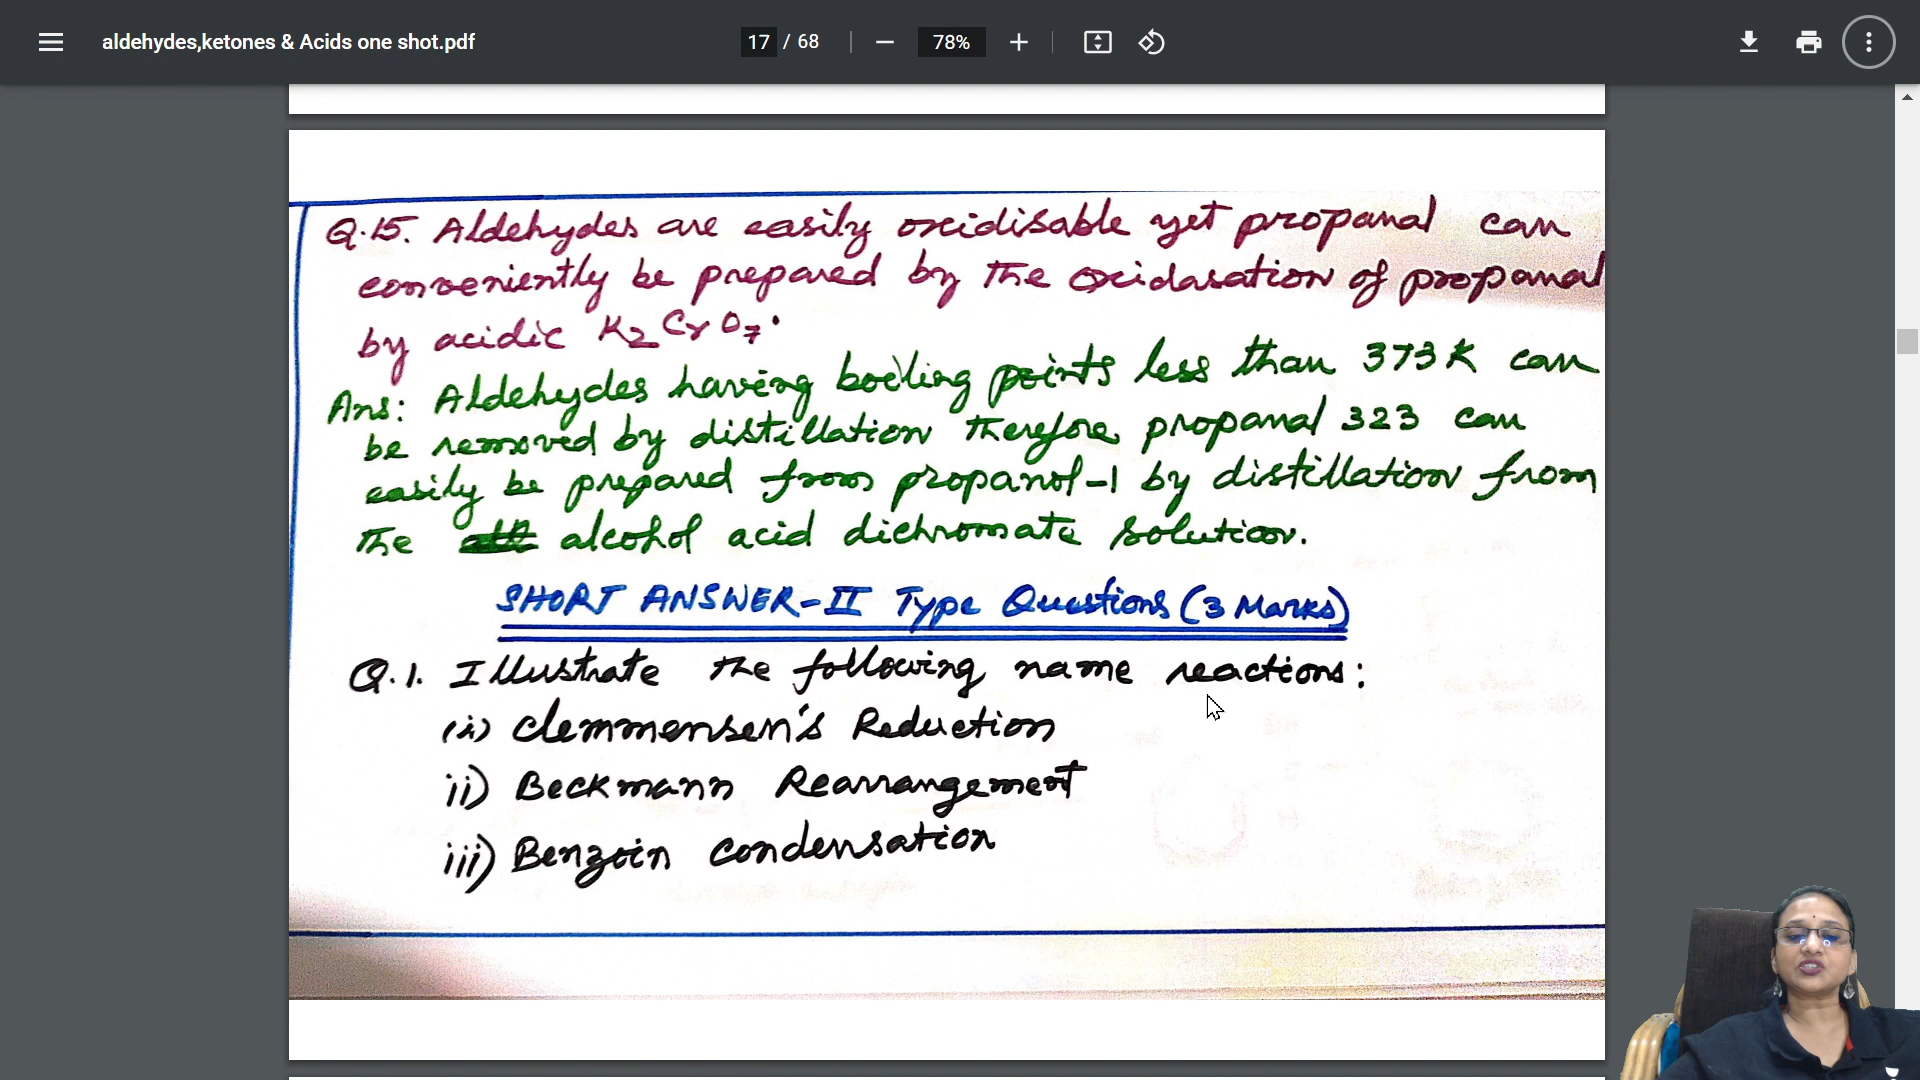 aldehydes,ketones & Acids one shot.pdf
17 / 68
78%
Q.15. Aldehydes are easily oxidisable yet propanal can
conveniently be prepared by the oxidasation of propanal
by acidic K2CrO7.
Ans: Aldehydes having boiling points less than 373K can
be removed by distillation therefore propanal 323 can
easily be prepared from propanol-1 by distillation from
the alcohol acid dichromate solution.
SHORT ANSWER-II Type Questions (3 Marks)
Q.1. Illustrate the following name reactions:
(i) Clemmensen's Reduction
ii) Beckmann Rearrangement
iii) Benzoin condensation